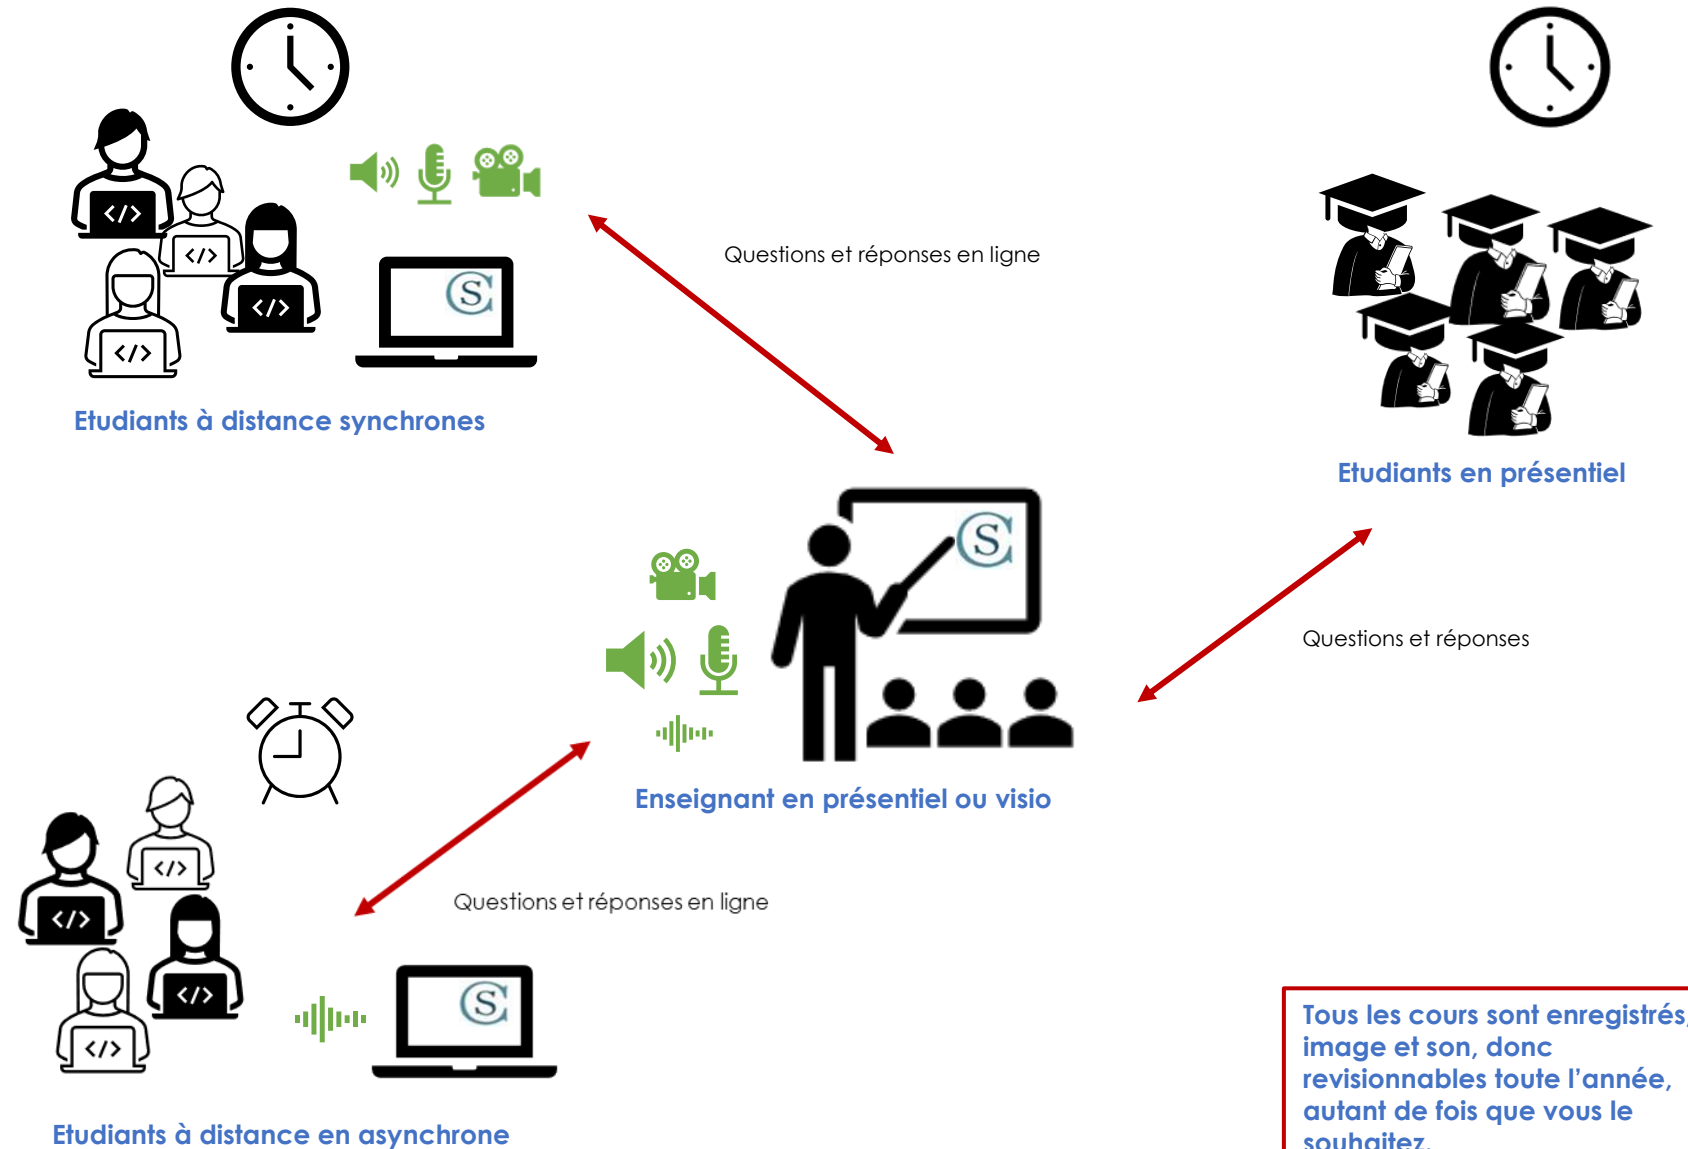 Questions et réponses en ligne
Etudiants à distance synchrones
Etudiants en présentiel
Questions et réponses
Enseignant en présentiel ou visio
Questions et réponses en ligne
Tous les cours sont enregistrés,
image et son, donc
revisionnables toute l’année,
autant de fois que vous le
souhaitez.
Etudiants à distance en asynchrone